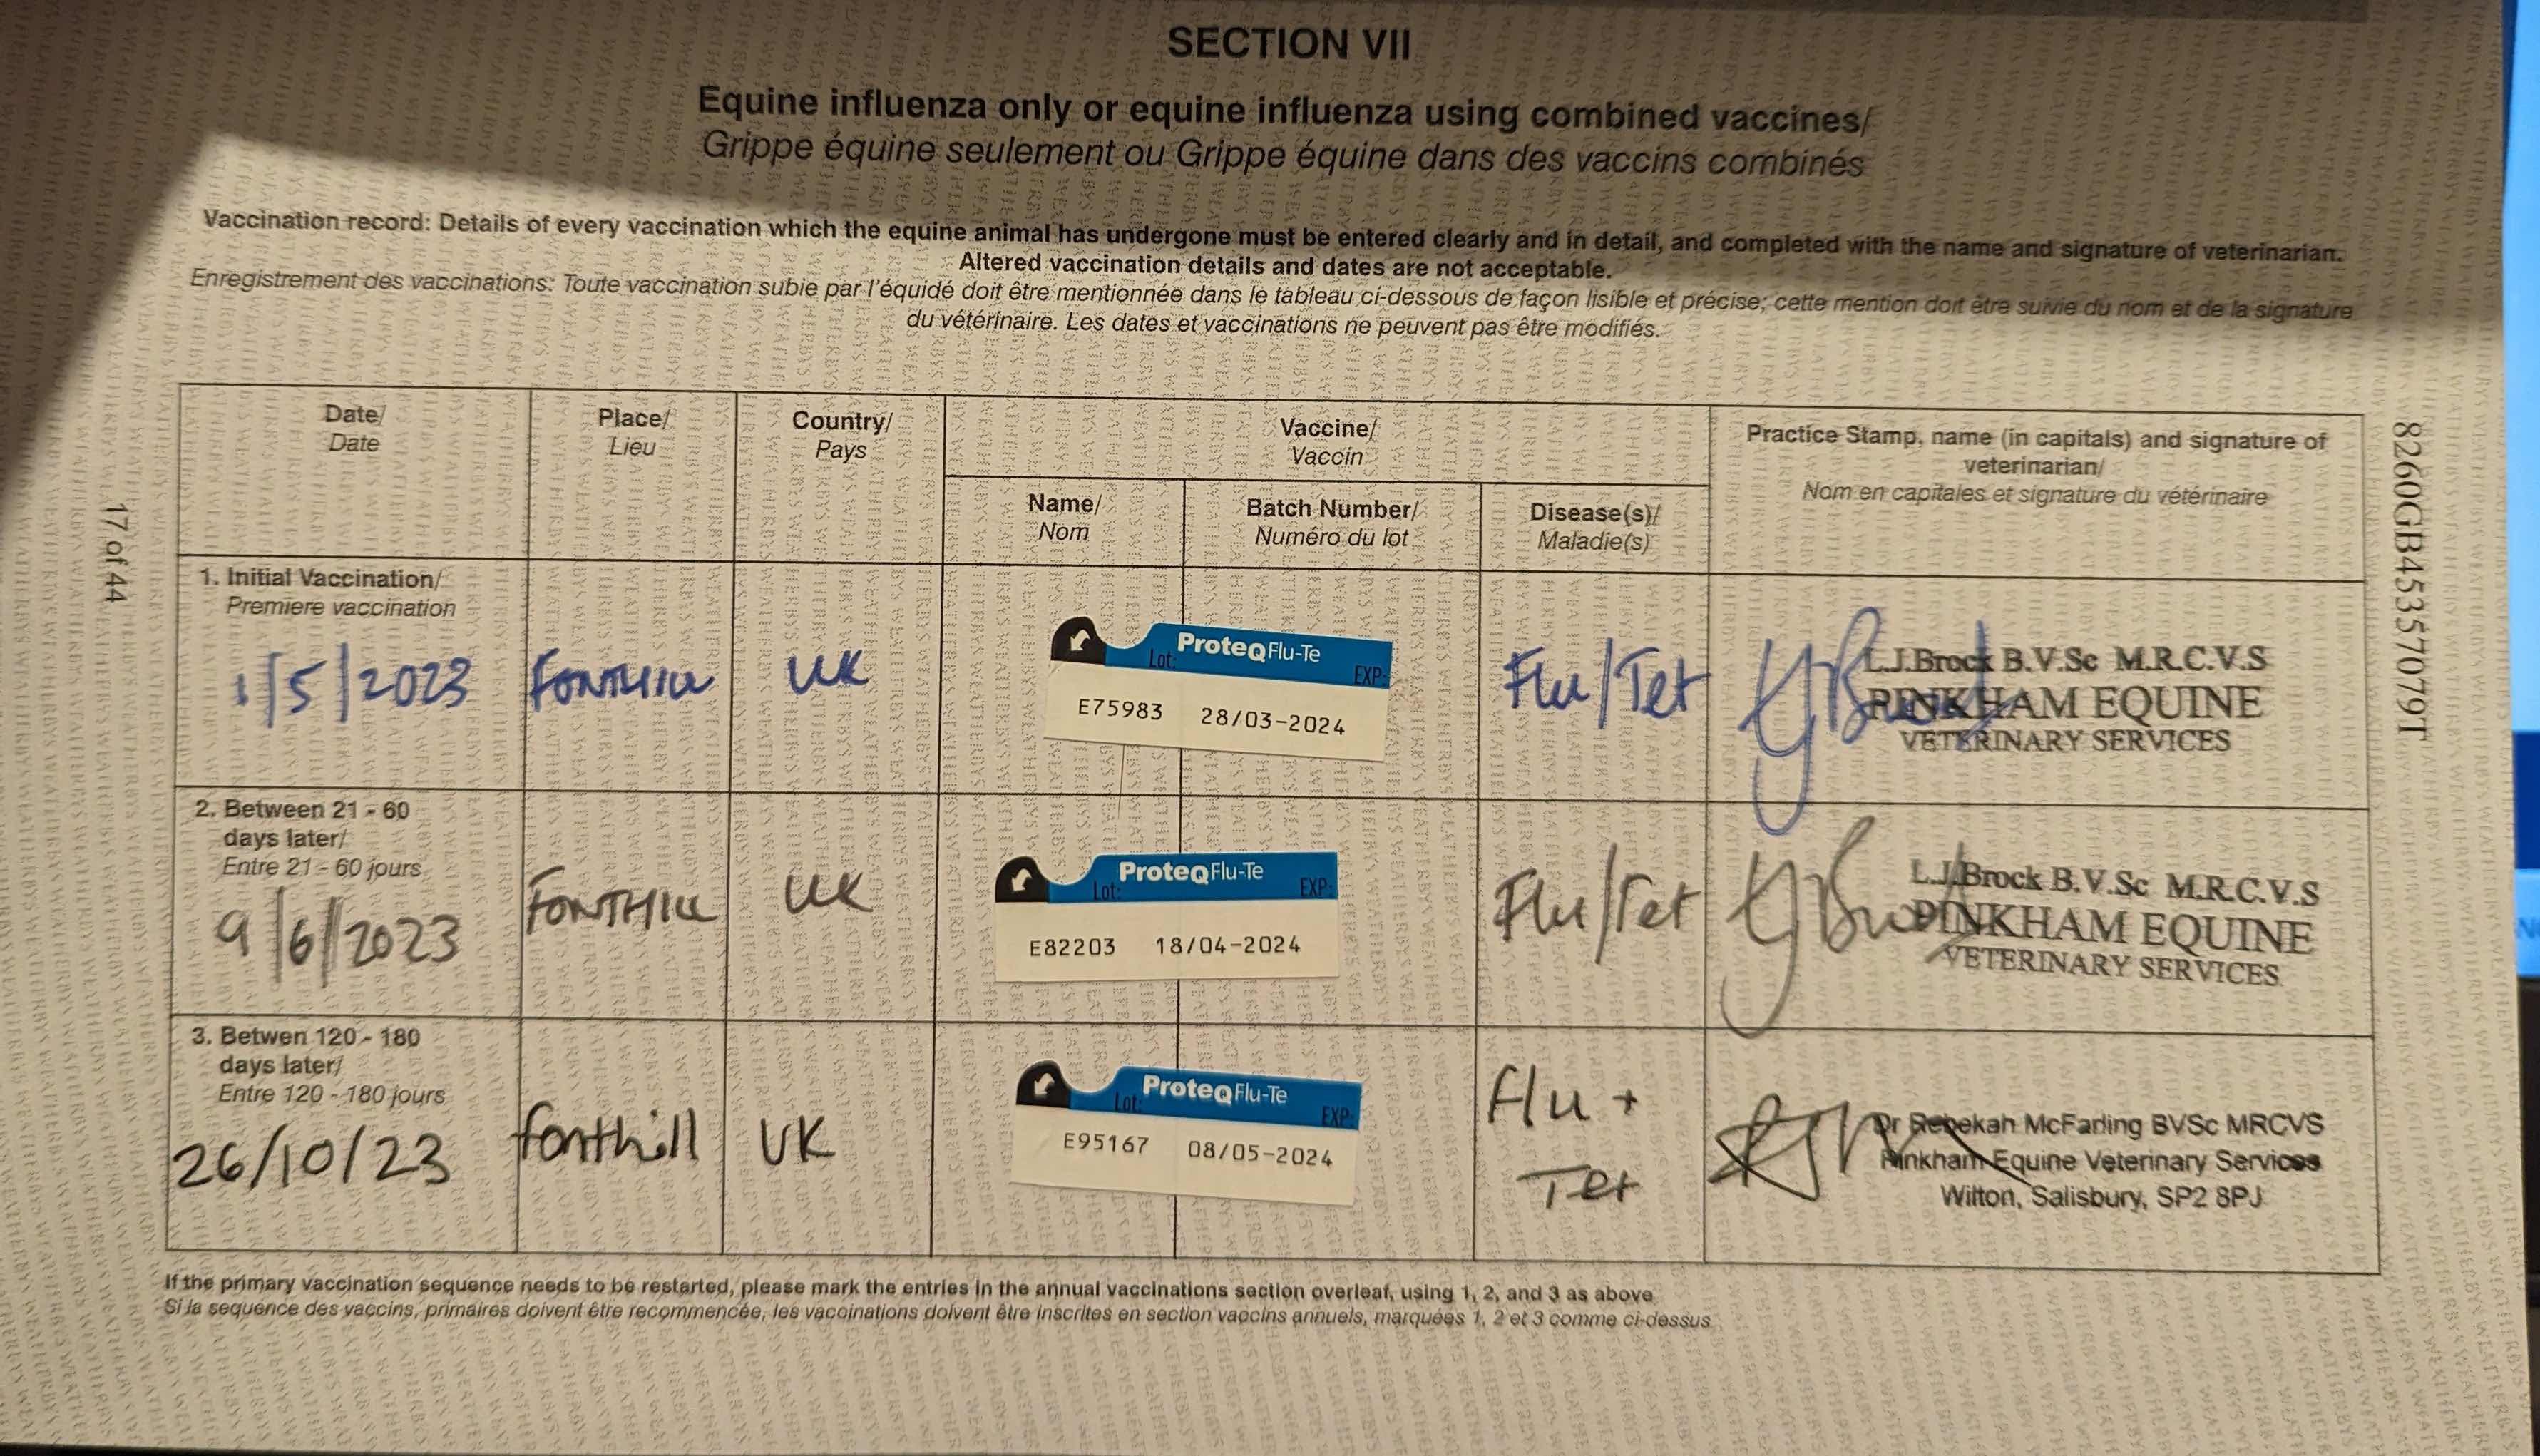 SECTION VII
Equine influenza only or equine influenza using combined vaccines/
Grippe équine seulement ou Grippe équine dans des vaccins combinés
Vaccination record: Details of every vaccination which the equine animal has undergone must be entered clearly and in detail, and completed with the name and signature of veterinarian.
Altered vaccination details and dates are not acceptable.
Enregistrement des vaccinations: Toute vaccination subie par l'équidé doit être mentionnée dans le tableau ci-dessous de façon lisible et précise; cette mention doit être suivie du nom et de la signature
du vétérinaire. Les dates et vaccinations ne peuvent pas être modifiés.
Date/
Date
Place/
Lieu
Country/
Pays
Vaccine/
Vaccin
Name/
Nom
Batch Number/
Numéro du lot
Disease(s)/
Maladie(s)
Practice Stamp, name (in capitals) and signature of
veterinarian/
Nom en capitales et signature du vétérinaire
1. Initial Vaccination/
Premiere vaccination
1/5/2023
FONTHILL
UK
ProteqFlu-Te
Lot: EXP:
E75983 28/03-2024
Flu/Tet
L.J.Brock B.V.Sc M.R.C.V.S
PINKHAM EQUINE
VETERINARY SERVICES
2. Between 21 - 60
days later/
Entre 21 - 60 jours
9/6/2023
FONTHILL
UK
ProteqFlu-Te
Lot: EXP:
E82203 18/04-2024
Flu/Tet
L.J.Brock B.V.Sc M.R.C.V.S
PINKHAM EQUINE
VETERINARY SERVICES
3. Betwen 120 - 180
days later/
Entre 120 - 180 jours
26/10/23
fonthill
UK
ProteqFlu-Te
Lot: EXP:
E95167 08/05-2024
Flu +
Tet
Dr Rebekah McFarling BVSc MRCVS
Pinkham Equine Veterinary Services
Wilton, Salisbury, SP2 8PJ
If the primary vaccination sequence needs to be restarted, please mark the entries in the annual vaccinations section overleaf, using 1, 2, and 3 as above
Si la sequence des vaccins, primaires doivent être recommencée, les vaccinations doivent être inscrites en section vaccins annuels, marquées 1, 2 et 3 comme ci-dessus
17 of 44
8260GB45357079T